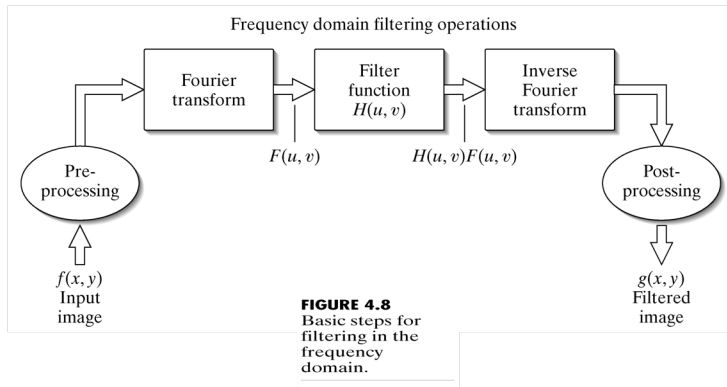 Frequency domain filtering operations
Fourier
transform
Filter
function
H(u, v)
Inverse
Fourier
transform
F(u, v)
H(u, v)F(u, v)
Pre-
processing
Post-
processing
f(x, y)
Input
image
g(x, y)
Filtered
image
FIGURE 4.8
Basic steps for
filtering in the
frequency
domain.